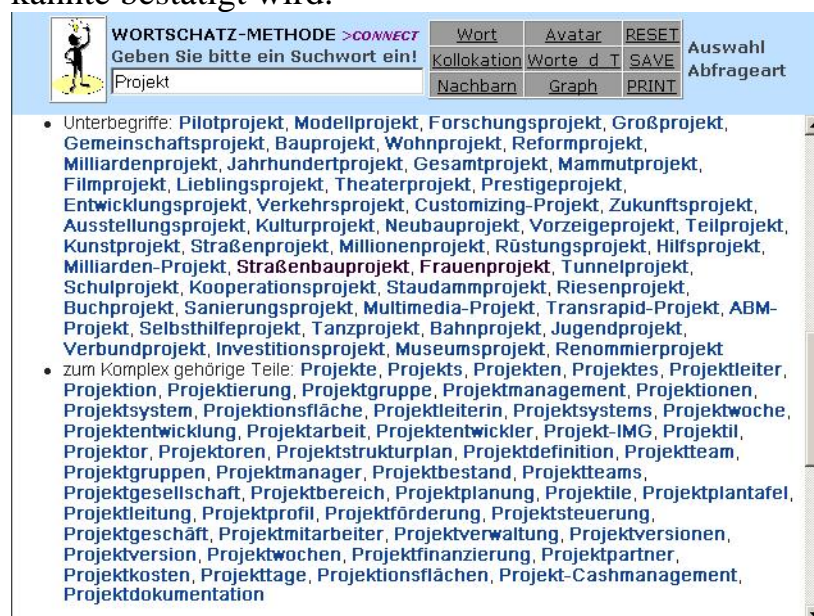 kannte bestätigt wird.
WORTSCHATZ-METHODE >CONNECT
Geben Sie bitte ein Suchwort ein!
Projekt
Wort Avatar RESET
Kollokation Worte d T SAVE
Nachbarn Graph PRINT
Auswahl
Abfrageart
• Unterbegriffe: Pilotprojekt, Modellprojekt, Forschungsprojekt, Großprojekt,
Gemeinschaftsprojekt, Bauprojekt, Wohnprojekt, Reformprojekt,
Milliardenprojekt, Jahrhundertprojekt, Gesamtprojekt, Mammutprojekt,
Filmprojekt, Lieblingsprojekt, Theaterprojekt, Prestigeprojekt,
Entwicklungsprojekt, Verkehrsprojekt, Customizing-Projekt, Zukunftsprojekt,
Ausstellungsprojekt, Kulturprojekt, Neubauprojekt, Vorzeigeprojekt, Teilprojekt,
Kunstprojekt, Straßenprojekt, Millionenprojekt, Rüstungsprojekt, Hilfsprojekt,
Milliarden-Projekt, Straßenbauprojekt, Frauenprojekt, Tunnelprojekt,
Schulprojekt, Kooperationsprojekt, Staudammprojekt, Riesenprojekt,
Buchprojekt, Sanierungsprojekt, Multimedia-Projekt, Transrapid-Projekt, ABM-
Projekt, Selbsthilfeprojekt, Tanzprojekt, Bahnprojekt, Jugendprojekt,
Verbundprojekt, Investitionsprojekt, Museumsprojekt, Renommierprojekt
• zum Komplex gehörige Teile: Projekte, Projekts, Projekten, Projektes, Projektleiter,
Projektion, Projektierung, Projektgruppe, Projektmanagement, Projektionen,
Projektsystem, Projektionsfläche, Projektleiterin, Projektsystems, Projektwoche,
Projektentwicklung, Projektarbeit, Projektentwickler, Projekt-IMG, Projektil,
Projektor, Projektoren, Projektstrukturplan, Projektdefinition, Projektteam,
Projektgruppen, Projektmanager, Projektbestand, Projektteams,
Projektgesellschaft, Projektbereich, Projektplanung, Projektile, Projektplantafel,
Projektleitung, Projektprofil, Projektförderung, Projektsteuerung,
Projektgeschäft, Projektmitarbeiter, Projektverwaltung, Projektversionen,
Projektversion, Projektwochen, Projektfinanzierung, Projektpartner,
Projektkosten, Projekttage, Projektionsflächen, Projekt-Cashmanagement,
Projektdokumentation